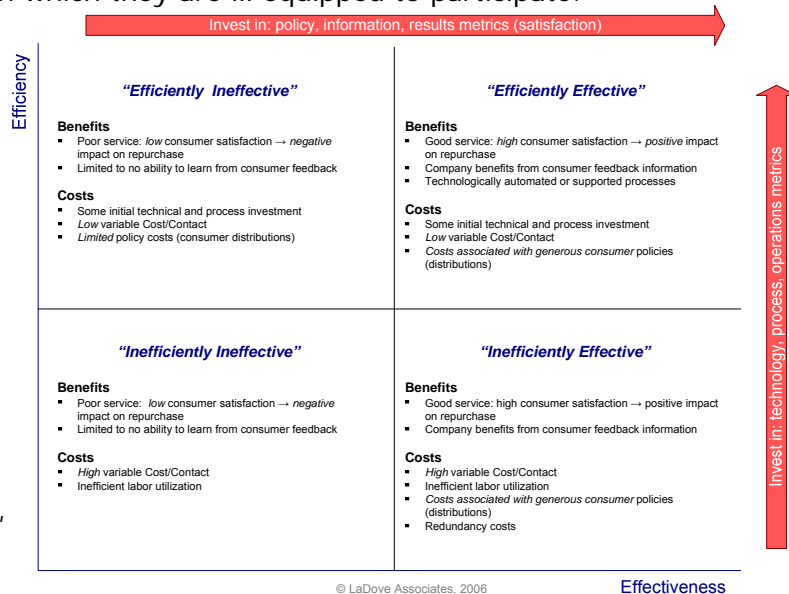 which they are ill equipped to participate.
Invest in: policy, information, results metrics (satisfaction)
Efficiency
“Efficiently Ineffective”
Benefits
▪ Poor service: low consumer satisfaction → negative
impact on repurchase
▪ Limited to no ability to learn from consumer feedback
Costs
▪ Some initial technical and process investment
▪ Low variable Cost/Contact
▪ Limited policy costs (consumer distributions)
“Efficiently Effective”
Benefits
▪ Good service: high consumer satisfaction → positive impact
on repurchase
▪ Company benefits from consumer feedback information
▪ Technologically automated or supported processes
Costs
▪ Some initial technical and process investment
▪ Low variable Cost/Contact
▪ Costs associated with generous consumer policies
(distributions)
“Inefficiently Ineffective”
Benefits
▪ Poor service: low consumer satisfaction → negative
impact on repurchase
▪ Limited to no ability to learn from consumer feedback
Costs
▪ High variable Cost/Contact
▪ Inefficient labor utilization
“Inefficiently Effective”
Benefits
▪ Good service: high consumer satisfaction → positive impact
on repurchase
▪ Company benefits from consumer feedback information
Costs
▪ High variable Cost/Contact
▪ Inefficient labor utilization
▪ Costs associated with generous consumer policies
(distributions)
▪ Redundancy costs
Invest in: technology, process, operations metrics
© LaDove Associates, 2006
Effectiveness